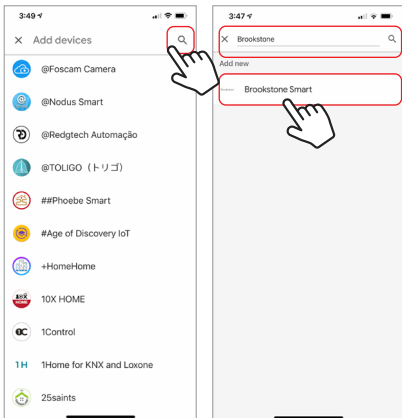 3:49
Add devices
@Foscam Camera
@Nodus Smart
@Redgtech Automação
@TOLIGO（トリゴ）
##Phoebe Smart
#Age of Discovery IoT
+HomeHome
10X HOME
1Control
1H 1Home for KNX and Loxone
25saints
3:47
Brookstone
Add new
Brookstone Smart